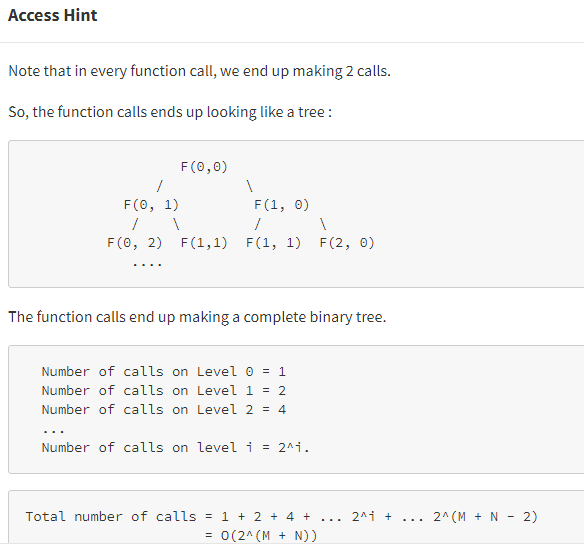 Access Hint
Note that in every function call, we end up making 2 calls.
So, the function calls ends up looking like a tree :
F(0,0)
/ \
F(0, 1) F(1, 0)
/ \ / \
F(0, 2) F(1,1) F(1, 1) F(2, 0)
....
The function calls end up making a complete binary tree.
Number of calls on Level 0 = 1
Number of calls on Level 1 = 2
Number of calls on Level 2 = 4
...
Number of calls on level i = 2^i.
Total number of calls = 1 + 2 + 4 + ... 2^i + ... 2^(M + N - 2)
= O(2^(M + N))